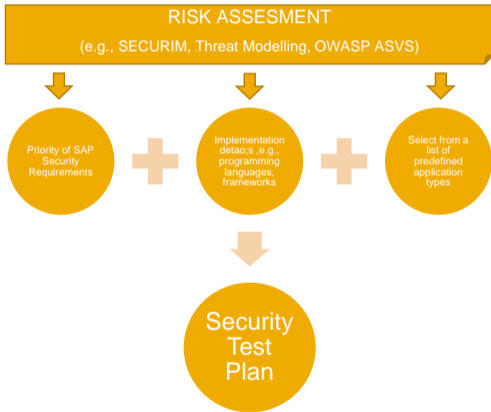 RISK ASSESMENT
(e.g., SECURIM, Threat Modelling, OWASP ASVS)
Priority of SAP
Security
Requirements
Implementation
detao;s ,e.g.,
programming
languages,
frameworks
Select from a
list of
predefined
application
types
Security
Test
Plan